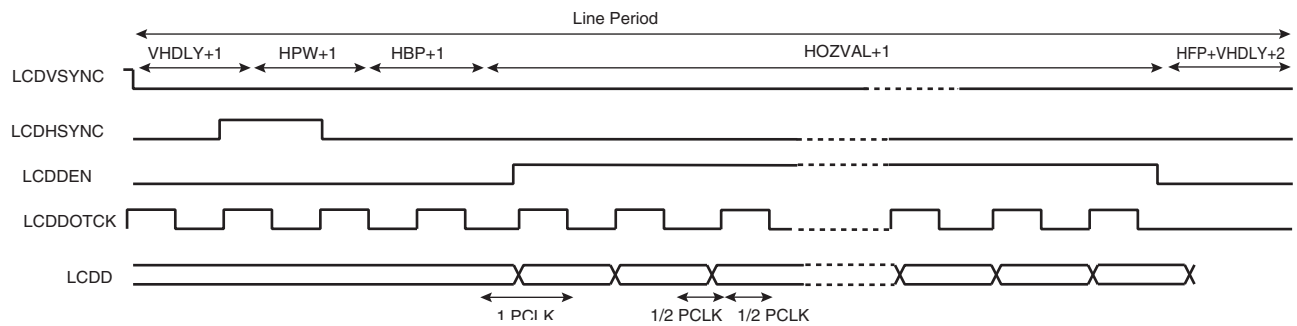 Line Period
VHDLY+1 HPW+1 HBP+1 HOZVAL+1 HFP+VHDLY+2
LCDVSYNC
LCDHSYNC
LCDDEN
LCDDOTCK
LCDD
1 PCLK 1/2 PCLK 1/2 PCLK